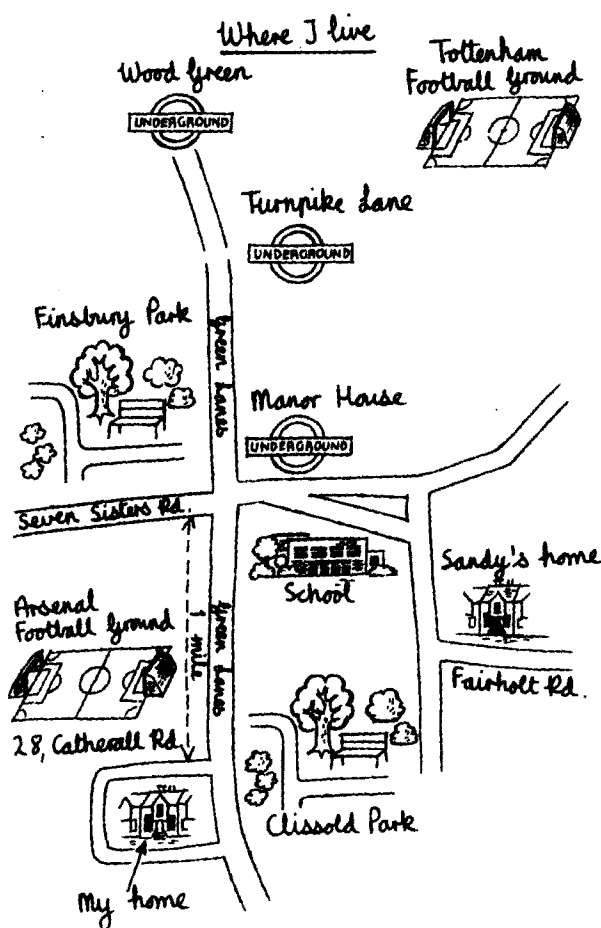 Where I live
Wood Green
UNDERGROUND
Tottenham
Football Ground
Turnpike Lane
UNDERGROUND
Finsbury Park
Green Lanes
Manor House
UNDERGROUND
Seven Sisters Rd.
School
Sandy's home
Fairholt Rd.
Arsenal
Football Ground
1 mile
Green Lanes
28, Catherall Rd.
Clissold Park
My home